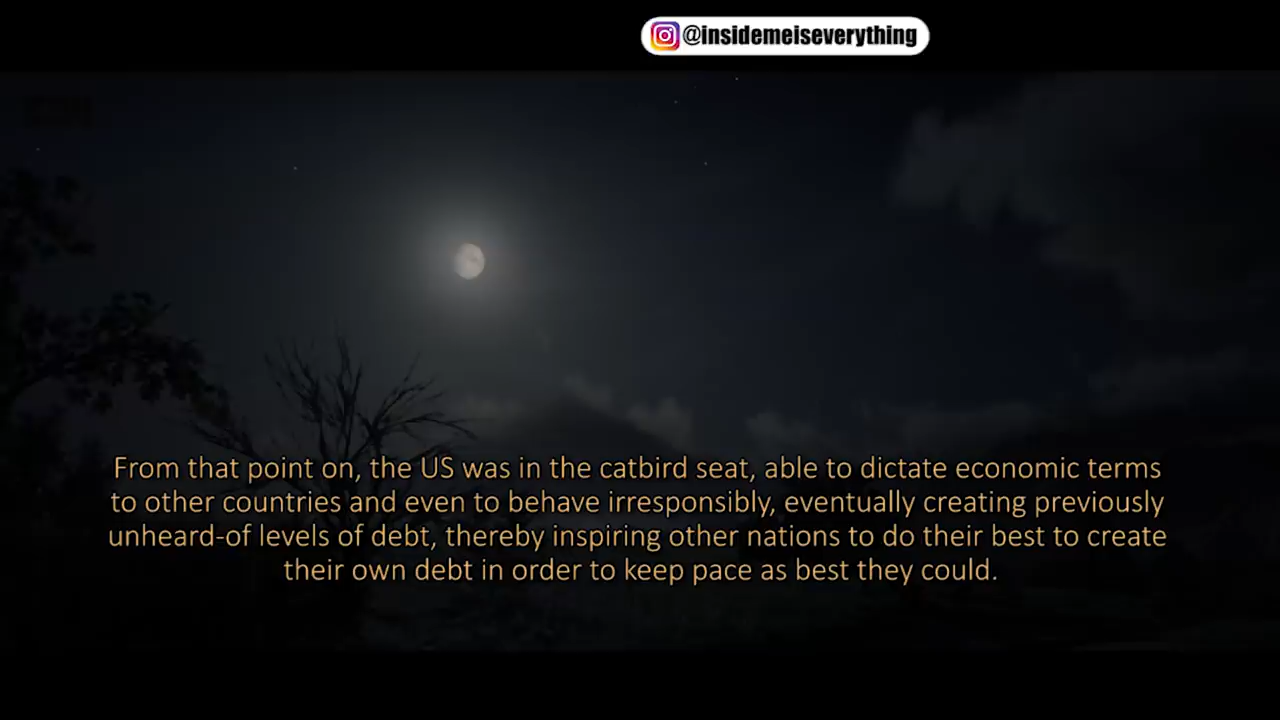 @insidemeiseverything
From that point on, the US was in the catbird seat, able to dictate economic terms
to other countries and even to behave irresponsibly, eventually creating previously
unheard-of levels of debt, thereby inspiring other nations to do their best to create
their own debt in order to keep pace as best they could.